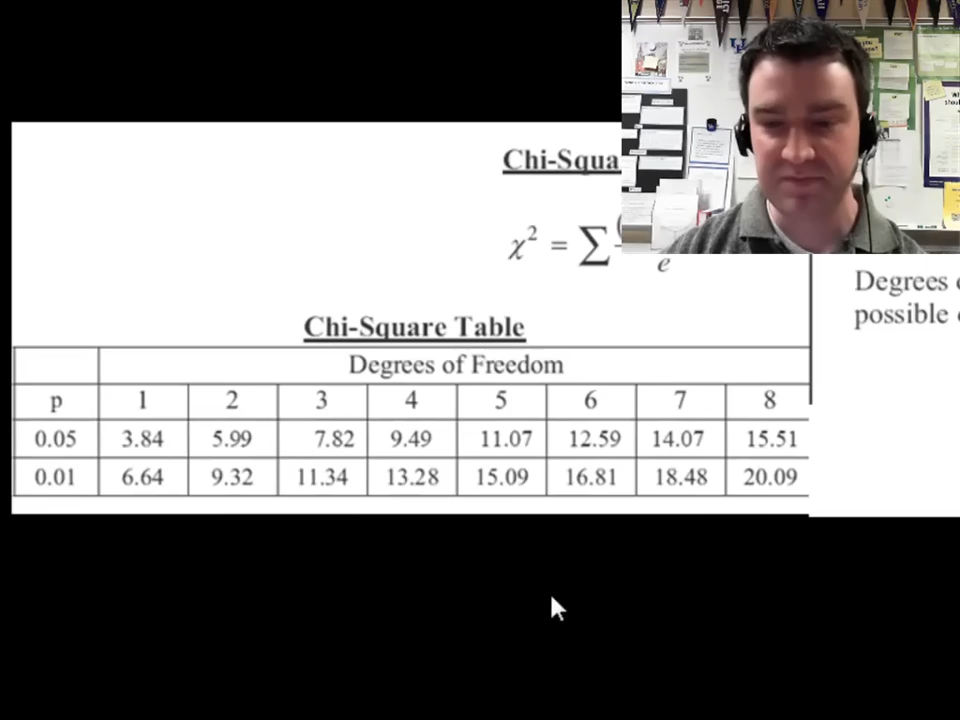 Chi-Squa
χ² = ∑
e
Degrees
possible
Chi-Square Table
Degrees of Freedom
p 1 2 3 4 5 6 7 8
0.05 3.84 5.99 7.82 9.49 11.07 12.59 14.07 15.51
0.01 6.64 9.32 11.34 13.28 15.09 16.81 18.48 20.09